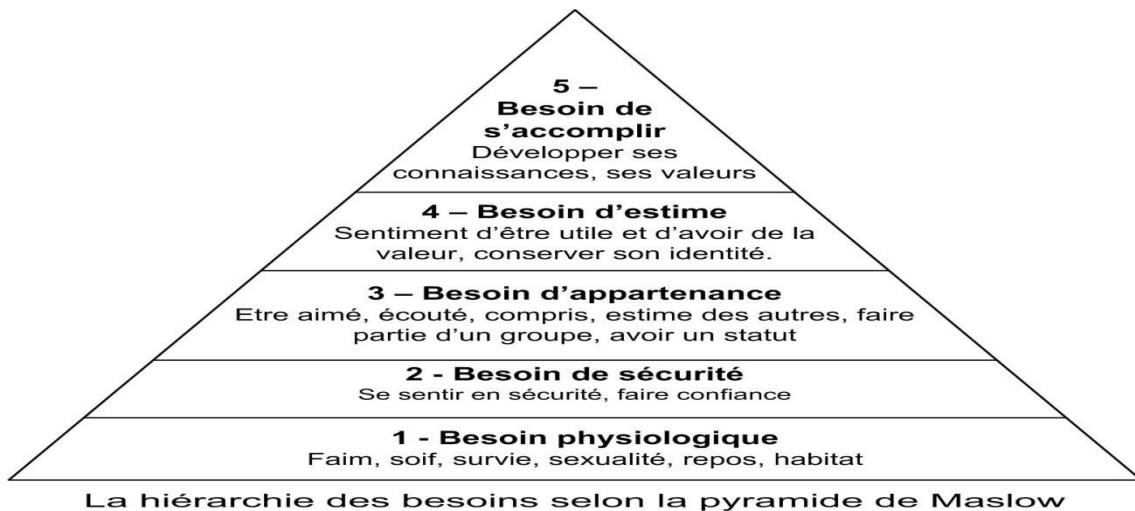 5 –
Besoin de
s'accomplir
Développer ses
connaissances, ses valeurs
4 – Besoin d'estime
Sentiment d'être utile et d'avoir de la
valeur, conserver son identité.
3 – Besoin d'appartenance
Etre aimé, écouté, compris, estime des autres, faire
partie d'un groupe, avoir un statut
2 - Besoin de sécurité
Se sentir en sécurité, faire confiance
1 - Besoin physiologique
Faim, soif, survie, sexualité, repos, habitat
La hiérarchie des besoins selon la pyramide de Maslow